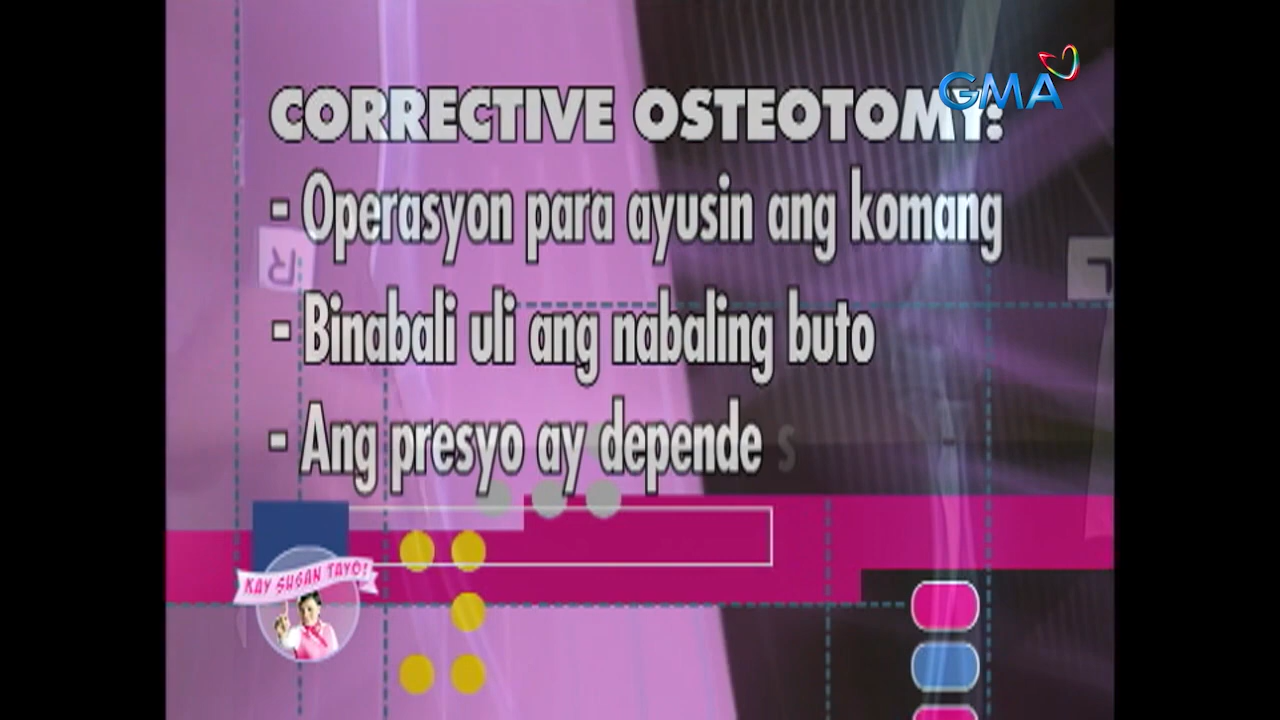 GMA
CORRECTIVE OSTEOTOMY:
- Operasyon para ayusin ang komang
R
L
- Binabali uli ang nabaling buto
- Ang presyo ay depende s
KAY SUSAN TAYO!